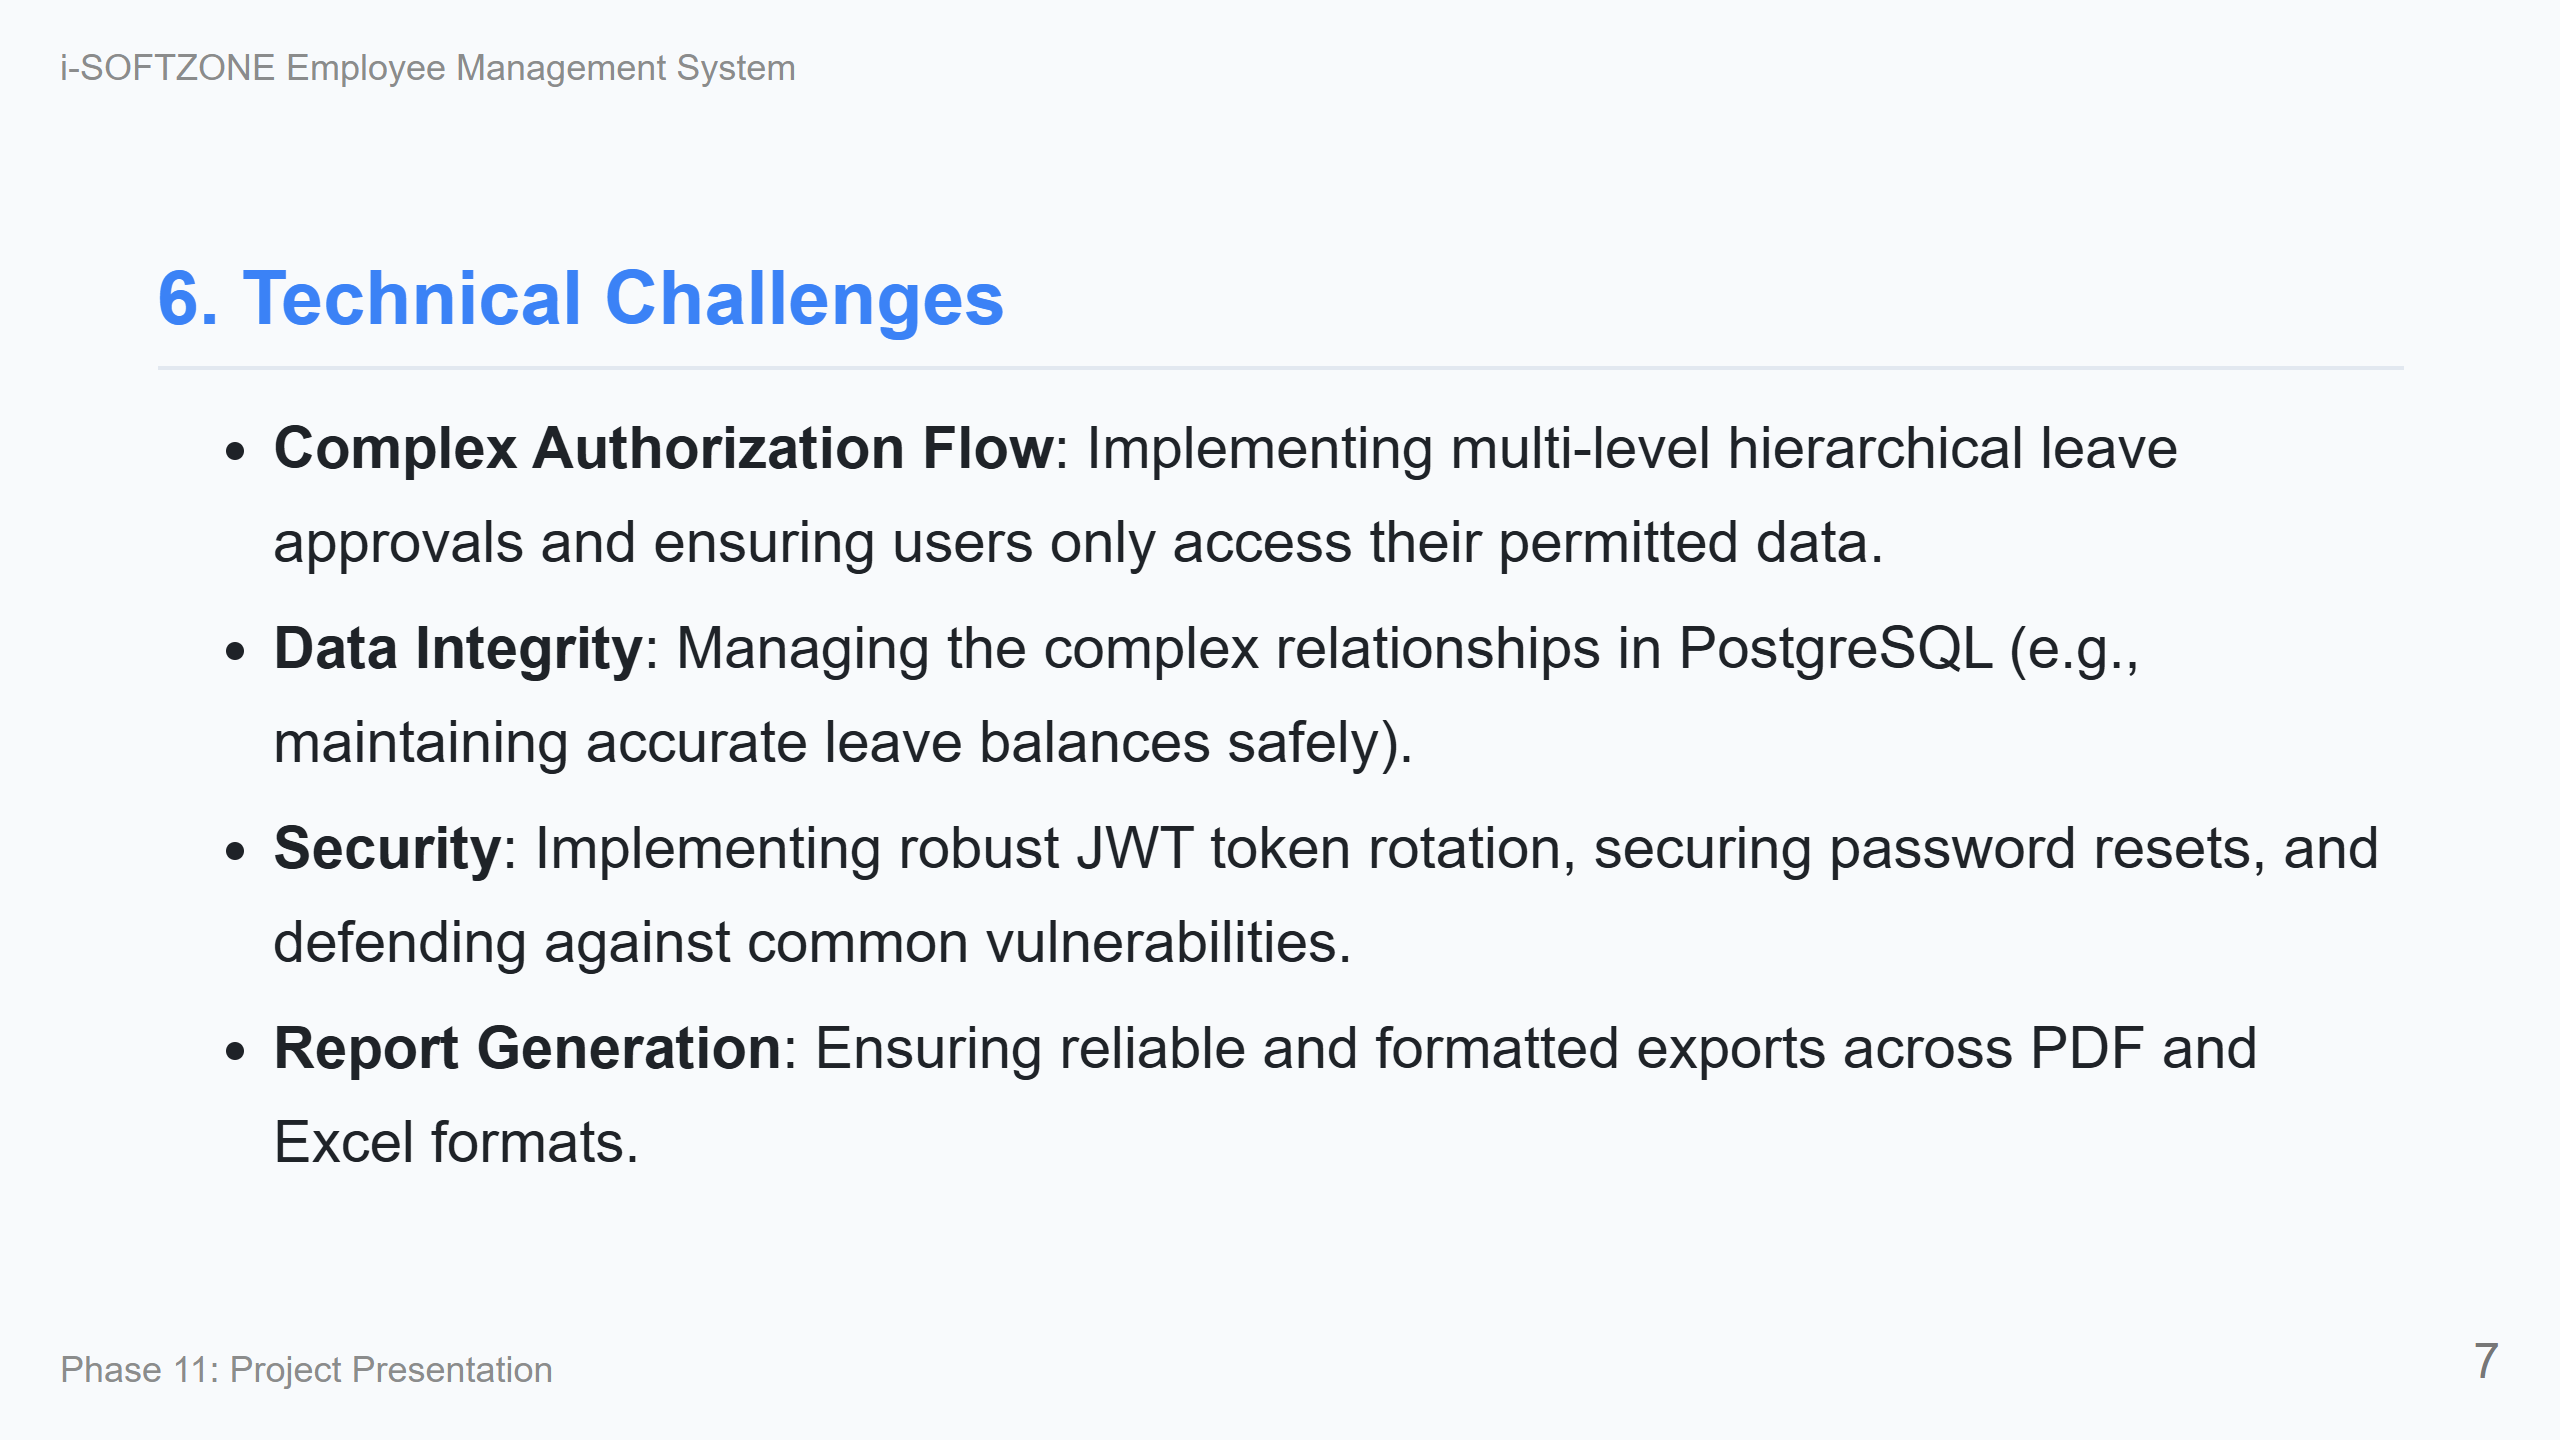 i-SOFTZONE Employee Management System
6. Technical Challenges
• Complex Authorization Flow: Implementing multi-level hierarchical leave
approvals and ensuring users only access their permitted data.
• Data Integrity: Managing the complex relationships in PostgreSQL (e.g.,
maintaining accurate leave balances safely).
• Security: Implementing robust JWT token rotation, securing password resets, and
defending against common vulnerabilities.
• Report Generation: Ensuring reliable and formatted exports across PDF and
Excel formats.
Phase 11: Project Presentation
7